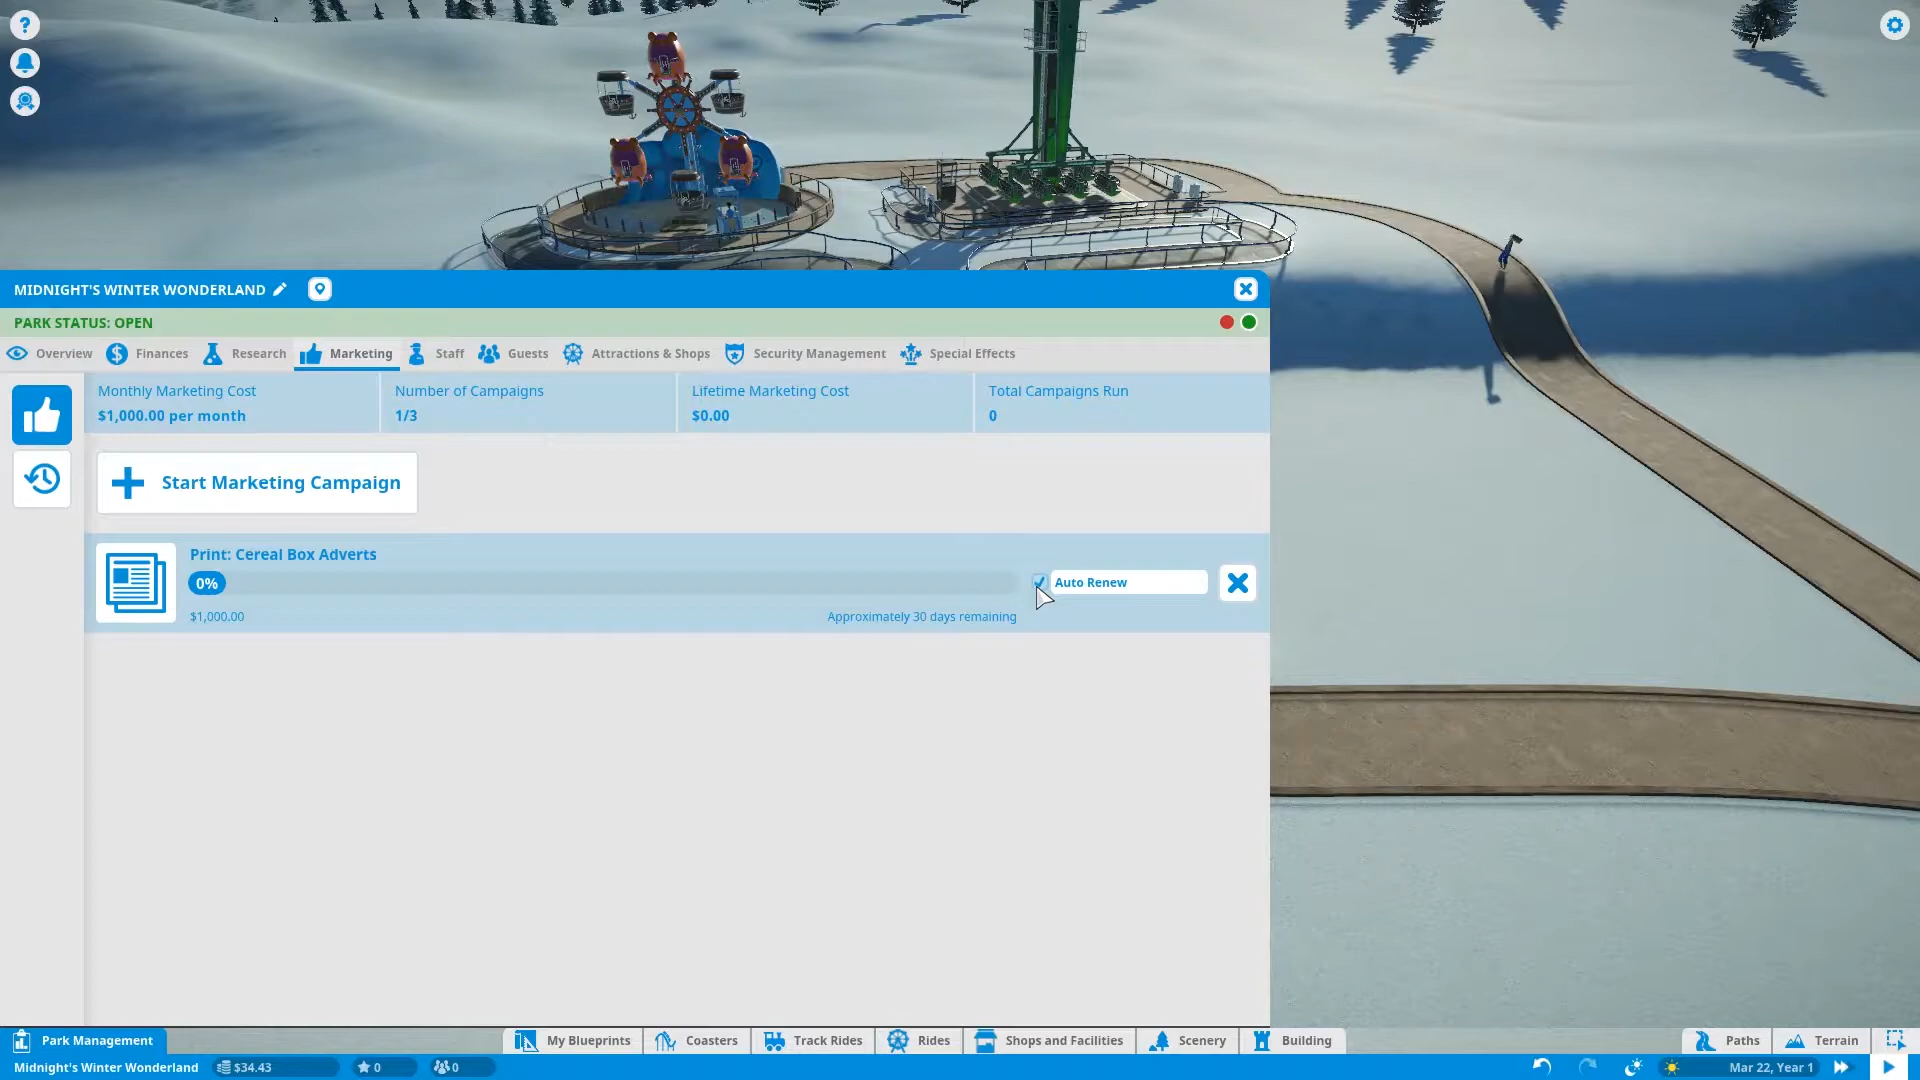 ?
MIDNIGHT'S WINTER WONDERLAND
PARK STATUS: OPEN
Overview Finances Research Marketing Staff Guests Attractions & Shops Security Management Special Effects
Monthly Marketing Cost Number of Campaigns Lifetime Marketing Cost Total Campaigns Run
$1,000.00 per month 1/3 $0.00 0
Start Marketing Campaign
Print: Cereal Box Adverts
0% Auto Renew
$1,000.00 Approximately 30 days remaining
Park Management My Blueprints Coasters Track Rides Rides Shops and Facilities Scenery Building Paths Terrain
Midnight's Winter Wonderland $34.43 0 0 Mar 22, Year 1